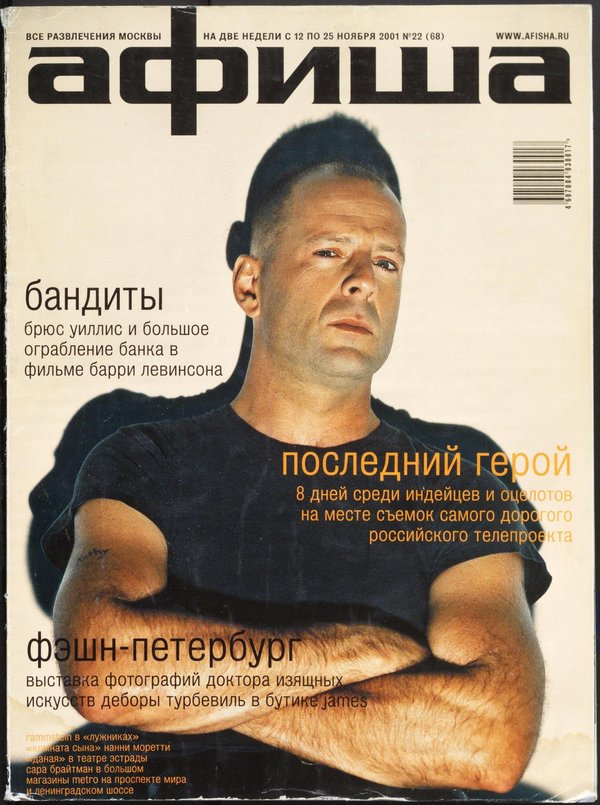 ВСЕ РАЗВЛЕЧЕНИЯ МОСКВЫ
НА ДВЕ НЕДЕЛИ С 12 ПО 25 НОЯБРЯ 2001 №22 (68)
WWW.AFISHA.RU
афиша
4 607084 030017
бандиты
брюс уиллис и большое
ограбление банка в
фильме барри левинсона
последний герой
8 дней среди индейцев и оцелотов
на месте съемок самого дорогого
российского телепроекта
фэшн-петербург
выставка фотографий доктора изящных
искусств деборы турбевиль в бутике james
rammstein в «лужниках»
«комната сына» нанни моретти
«даная» в театре эстрады
сара брайтман в большом
магазины metro на проспекте мира
и ленинградском шоссе